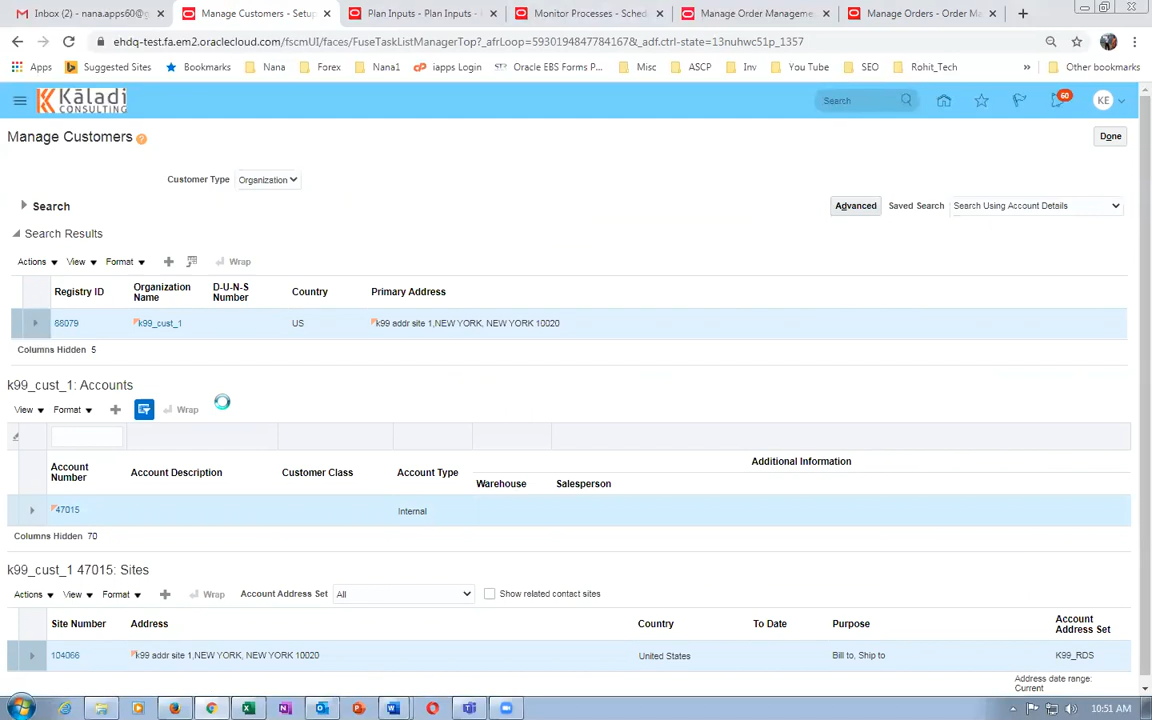 Inbox (2) - nana.apps60@g
Manage Customers - Setup
Plan Inputs - Plan Inputs -
Monitor Processes - Sched
Manage Order Manageme
Manage Orders - Order Ma
ehdq-test.fa.em2.oraclecloud.com/fscmUI/faces/FuseTaskListManagerTop?_afrLoop=5930194847784167&_adf.ctrl-state=13nuhwc51p_1357
Apps Suggested Sites Bookmarks Nana Forex Nana1 iapps Login Oracle EBS Forms P... Misc ASCP Inv You Tube SEO Rohit_Tech » Other bookmarks
Kāladi
CONSULTING
Search
60
KE
Manage Customers ?
Done
Customer Type Organization
Search
Advanced Saved Search Search Using Account Details
Search Results
Actions View Format Wrap
Registry ID Organization Name D-U-N-S Number Country Primary Address
88079 k99_cust_1 US k99 addr site 1,NEW YORK, NEW YORK 10020
Columns Hidden 5
k99_cust_1: Accounts
View Format Wrap
Additional Information
Account Number Account Description Customer Class Account Type Warehouse Salesperson
47015 Internal
Columns Hidden 70
k99_cust_1 47015: Sites
Actions View Format Wrap Account Address Set All Show related contact sites
Site Number Address Country To Date Purpose Account Address Set
104066 k99 addr site 1,NEW YORK, NEW YORK 10020 United States Bill to, Ship to K99_RDS
Address date range:
Current
10:51 AM